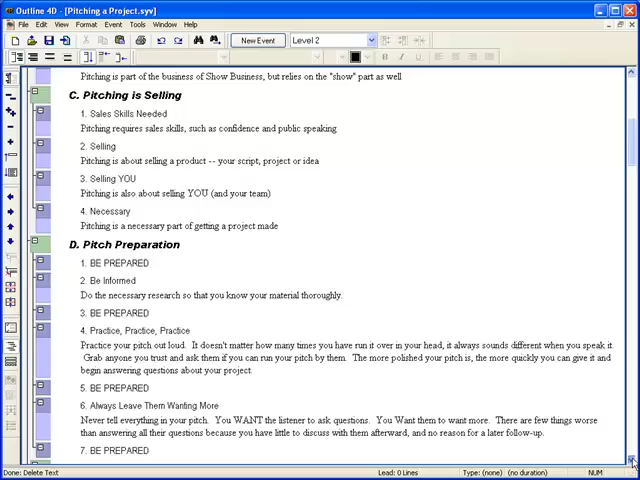 Outline 4D - [Pitching a Project.syv]
File Edit View Format Event Tools Window Help
New Event Level 2
B I U
Pitching is part of the business of Show Business, but relies on the "show" part as well
C. Pitching is Selling
1. Sales Skills Needed
Pitching requires sales skills, such as confidence and public speaking
2. Selling
Pitching is about selling a product -- your script, project or idea
3. Selling YOU
Pitching is also about selling YOU (and your team)
4. Necessary
Pitching is a necessary part of getting a project made
D. Pitch Preparation
1. BE PREPARED
2. Be Informed
Do the necessary research so that you know your material thoroughly.
3. BE PREPARED
4. Practice, Practice, Practice
Practice your pitch out loud. It doesn't matter how many times you have run it over in your head, it always sounds different when you speak it.
Grab anyone you trust and ask them if you can run your pitch by them. The more polished your pitch is, the more quickly you can give it and
begin answering questions about your project.
5. BE PREPARED
6. Always Leave Them Wanting More
Never tell everything in your pitch. You WANT the listener to ask questions. You Want them to want more. There are few things worse
than answering all their questions because you have little to discuss with them afterward, and no reason for a later follow-up.
7. BE PREPARED
Done: Delete Text Lead: 0 Lines Type: (none) (no duration) NUM